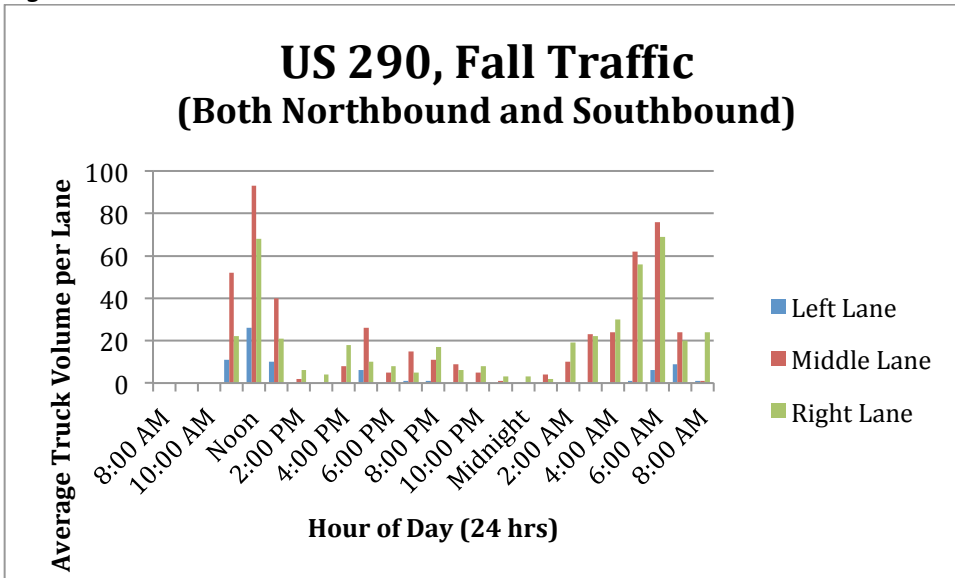 US 290, Fall Traffic
(Both Northbound and Southbound)
Average Truck Volume per Lane
100
80
60
40
20
0
8:00 AM
10:00 AM
Noon
2:00 PM
4:00 PM
6:00 PM
8:00 PM
10:00 PM
Midnight
2:00 AM
4:00 AM
6:00 AM
8:00 AM
Hour of Day (24 hrs)
Left Lane
Middle Lane
Right Lane